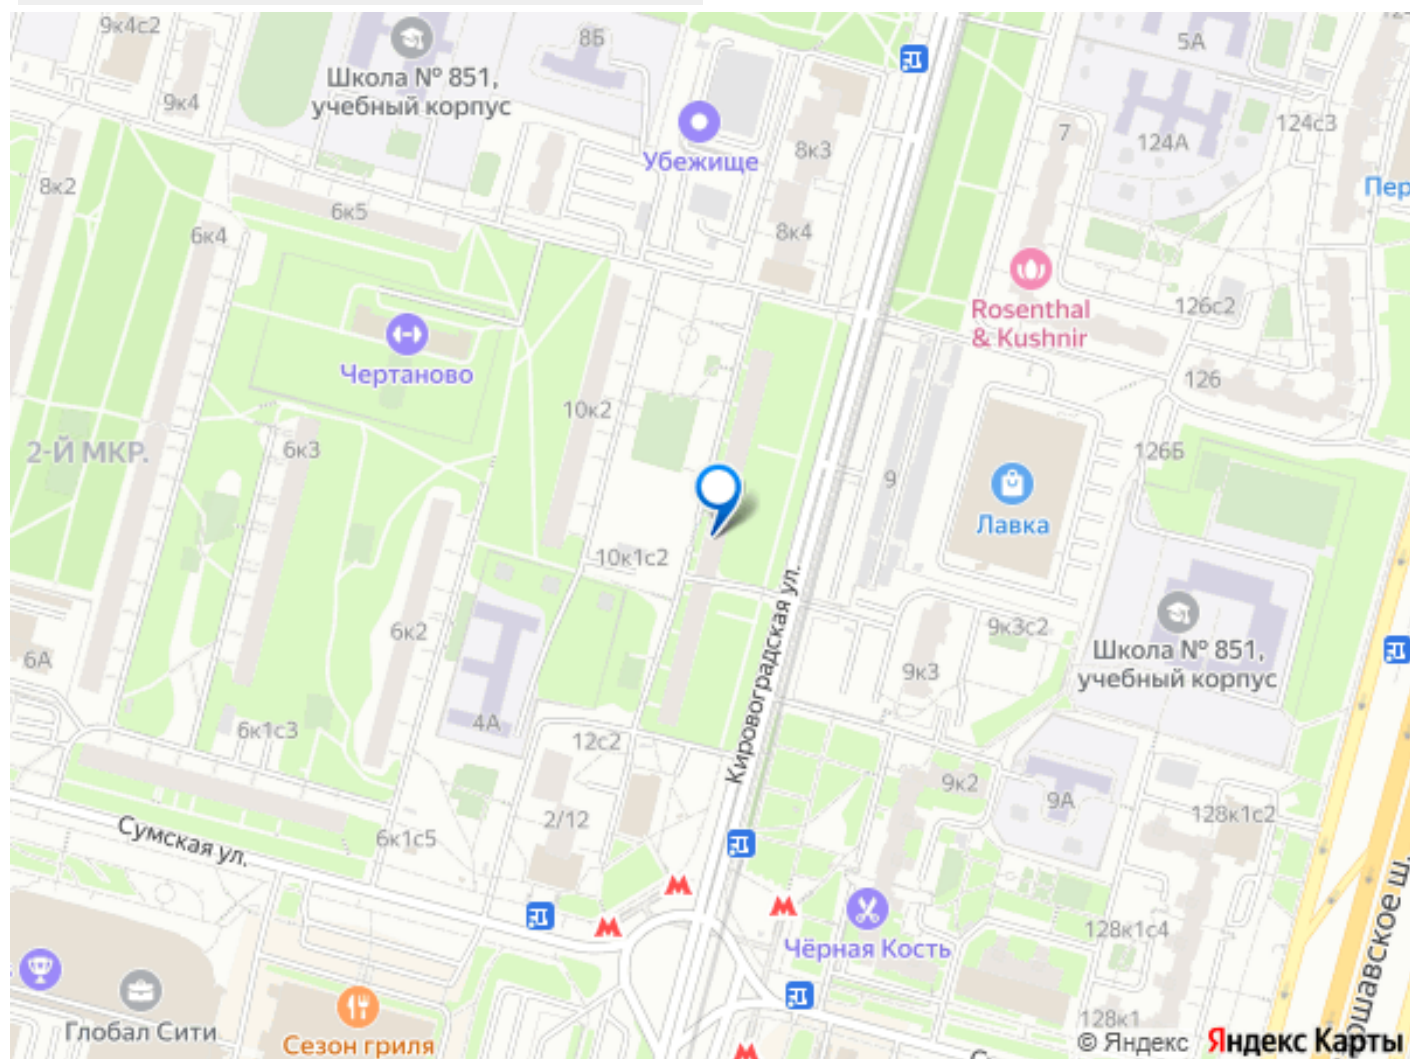 9к4с2
8Б
5А
Школа № 851,
учебный корпус
9к4
Убежище
8к3
7
124А
124с3
8к2
6к5
6к4
8к4
Пер
Rosenthal
& Kushnir
126с2
Чертаново
126
10к2
2-Й МКР.
6к3
126Б
9
Лавка
10к1с2
Кировоградская ул.
6к2
9к3с2
6А
9к3
Школа № 851,
учебный корпус
4А
6к1с3
12с2
9к2
9А
128к1с2
2/12
Сумская ул.
6к1с5
128к1с4
Чёрная Кость
Глобал Сити
Сезон гриля
128к1
ошавское ш.
© Яндекс Яндекс Карты